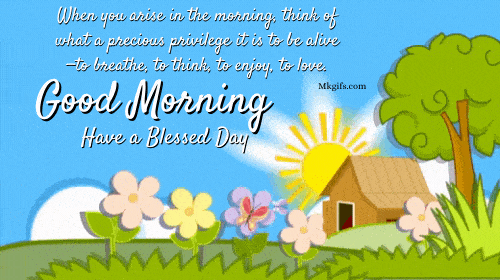 When you arise in the morning, think of
what a precious privilege it is to be alive
—to breathe, to think, to enjoy, to love.
Mkgifs.com
Good Morning
Have a Blessed Day